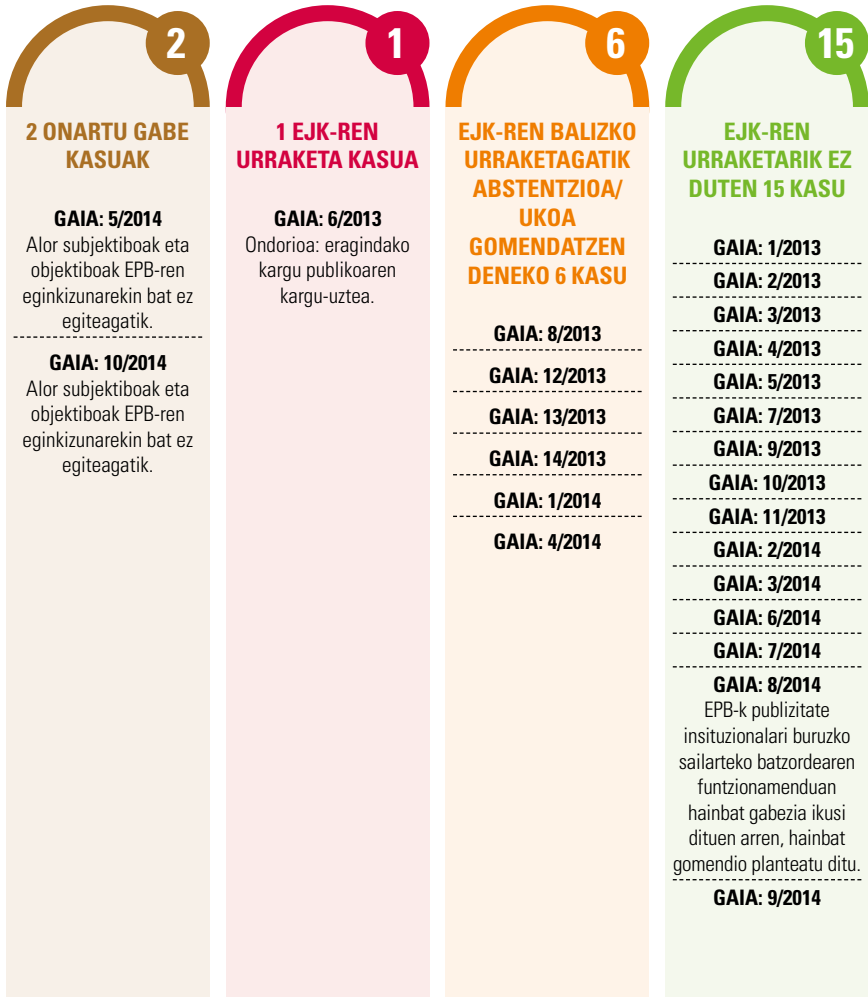 2
2 ONARTU GABE
KASUAK
GAIA: 5/2014
Alor subjektiboak eta
objektiboak EPB-ren
eginkizunarekin bat ez
egiteagatik.
GAIA: 10/2014
Alor subjektiboak eta
objektiboak EPB-ren
eginkizunarekin bat ez
egiteagatik.
1
1 EJK-REN
URRAKETA KASUA
GAIA: 6/2013
Ondorioa: eragindako
kargu publikoaren
kargu-uztea.
6
EJK-REN BALIZKO
URRAKETAGATIK
ABSTENTZIOA/
UKOA
GOMENDATZEN
DENEKO 6 KASU
GAIA: 8/2013
GAIA: 12/2013
GAIA: 13/2013
GAIA: 14/2013
GAIA: 1/2014
GAIA: 4/2014
15
EJK-REN
URRAKETARIK EZ
DUTEN 15 KASU
GAIA: 1/2013
GAIA: 2/2013
GAIA: 3/2013
GAIA: 4/2013
GAIA: 5/2013
GAIA: 7/2013
GAIA: 9/2013
GAIA: 10/2013
GAIA: 11/2013
GAIA: 2/2014
GAIA: 3/2014
GAIA: 6/2014
GAIA: 7/2014
GAIA: 8/2014
EPB-k publizitate
insituzionalari buruzko
sailarteko batzordearen
funtzionamenduan
hainbat gabezia ikusi
dituen arren, hainbat
gomendio planteatu ditu.
GAIA: 9/2014